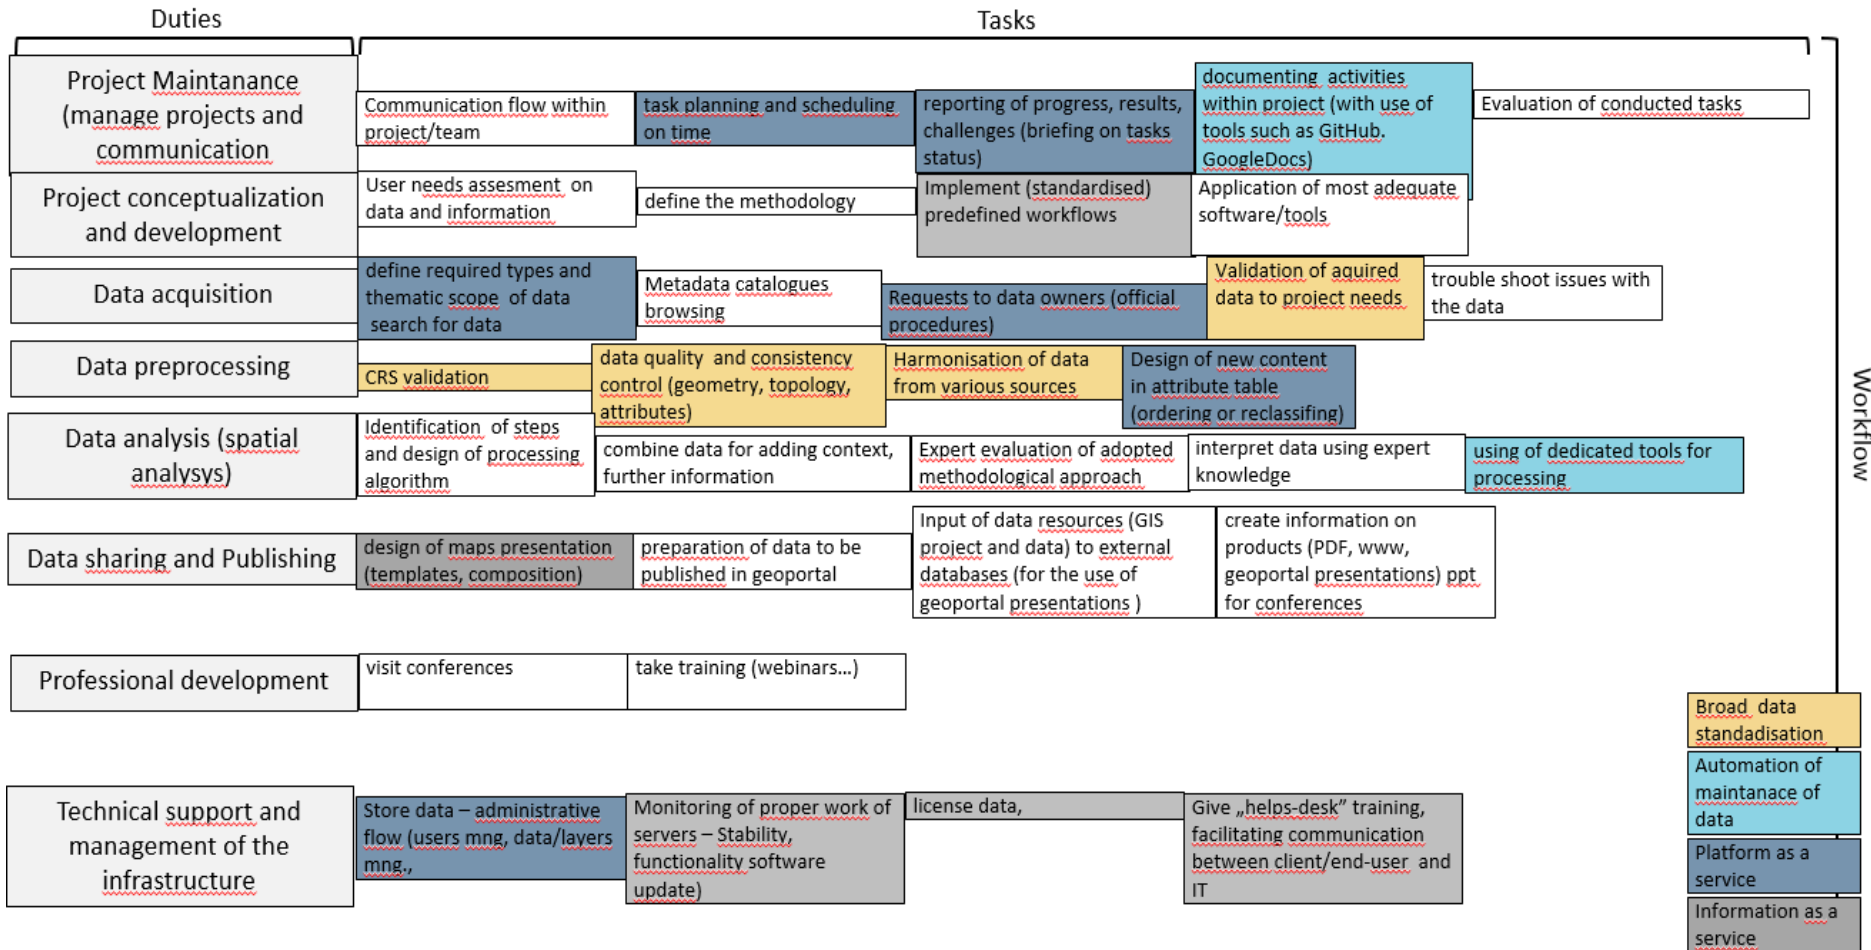 Duties
Tasks
Project Maintanance
(manage projects and
communication
Communication flow within
project/team
task planning and scheduling
on time
reporting of progress, results,
challenges (briefing on tasks
status)
documenting activities
within project (with use of
tools such as GitHub.
GoogleDocs)
Evaluation of conducted tasks
Project conceptualization
and development
User needs assesment on
data and information
define the methodology
Implement (standardised)
predefined workflows
Application of most adequate
software/tools
Data acquisition
define required types and
thematic scope of data
search for data
Metadata catalogues
browsing
Requests to data owners (official
procedures)
Validation of aquired
data to project needs
trouble shoot issues with
the data
Data preprocessing
CRS validation
data quality and consistency
control (geometry, topology,
attributes)
Harmonisation of data
from various sources
Design of new content
in attribute table
(ordering or reclassifing)
Data analysis (spatial
analysys)
Identification of steps
and design of processing
algorithm
combine data for adding context,
further information
Expert evaluation of adopted
methodological approach
interpret data using expert
knowledge
using of dedicated tools for
processing
Data sharing and Publishing
design of maps presentation
(templates, composition)
preparation of data to be
published in geoportal
Input of data resources (GIS
project and data) to external
databases (for the use of
geoportal presentations )
create information on
products (PDF, www,
geoportal presentations) ppt
for conferences
Professional development
visit conferences
take training (webinars...)
Technical support and
management of the
infrastructure
Store data – administrative
flow (users mng, data/layers
mng.,
Monitoring of proper work of
servers – Stability,
functionality software
update)
license data,
Give „helps-desk” training,
facilitating communication
between client/end-user and
IT
Workflow
Broad data
standadisation
Automation of
maintanace of
data
Platform as a
service
Information as a
service